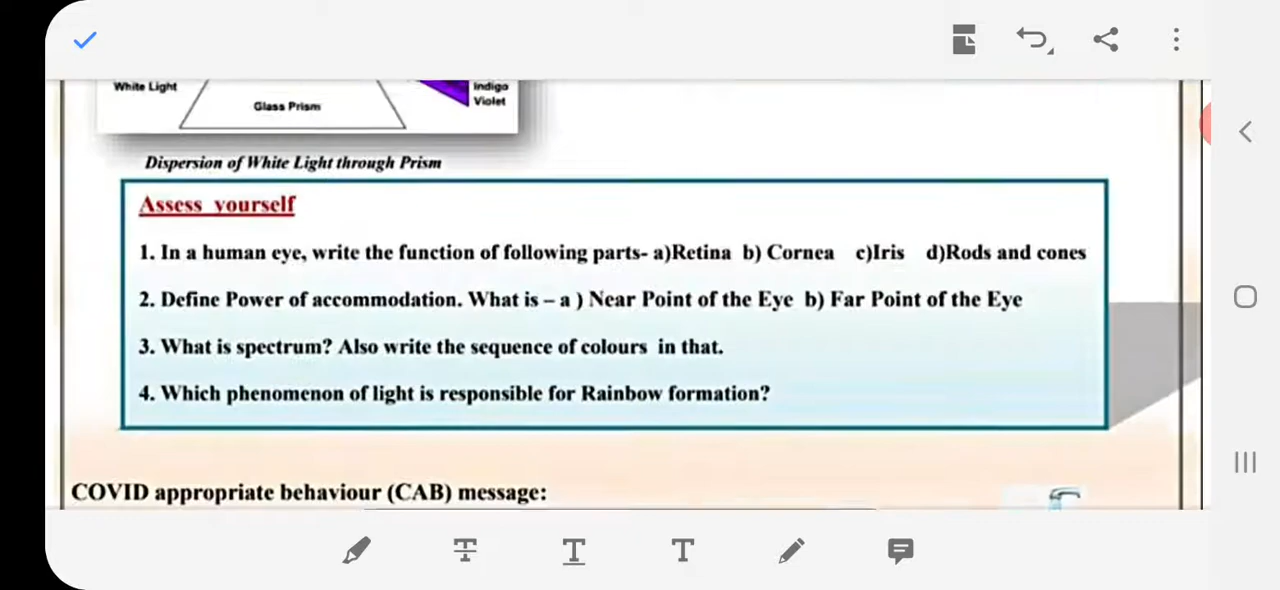 White Light
Glass Prism
Indigo
Violet
Dispersion of White Light through Prism
Assess yourself
1. In a human eye, write the function of following parts- a)Retina b) Cornea c)Iris d)Rods and cones
2. Define Power of accommodation. What is – a ) Near Point of the Eye b) Far Point of the Eye
3. What is spectrum? Also write the sequence of colours in that.
4. Which phenomenon of light is responsible for Rainbow formation?
COVID appropriate behaviour (CAB) message: